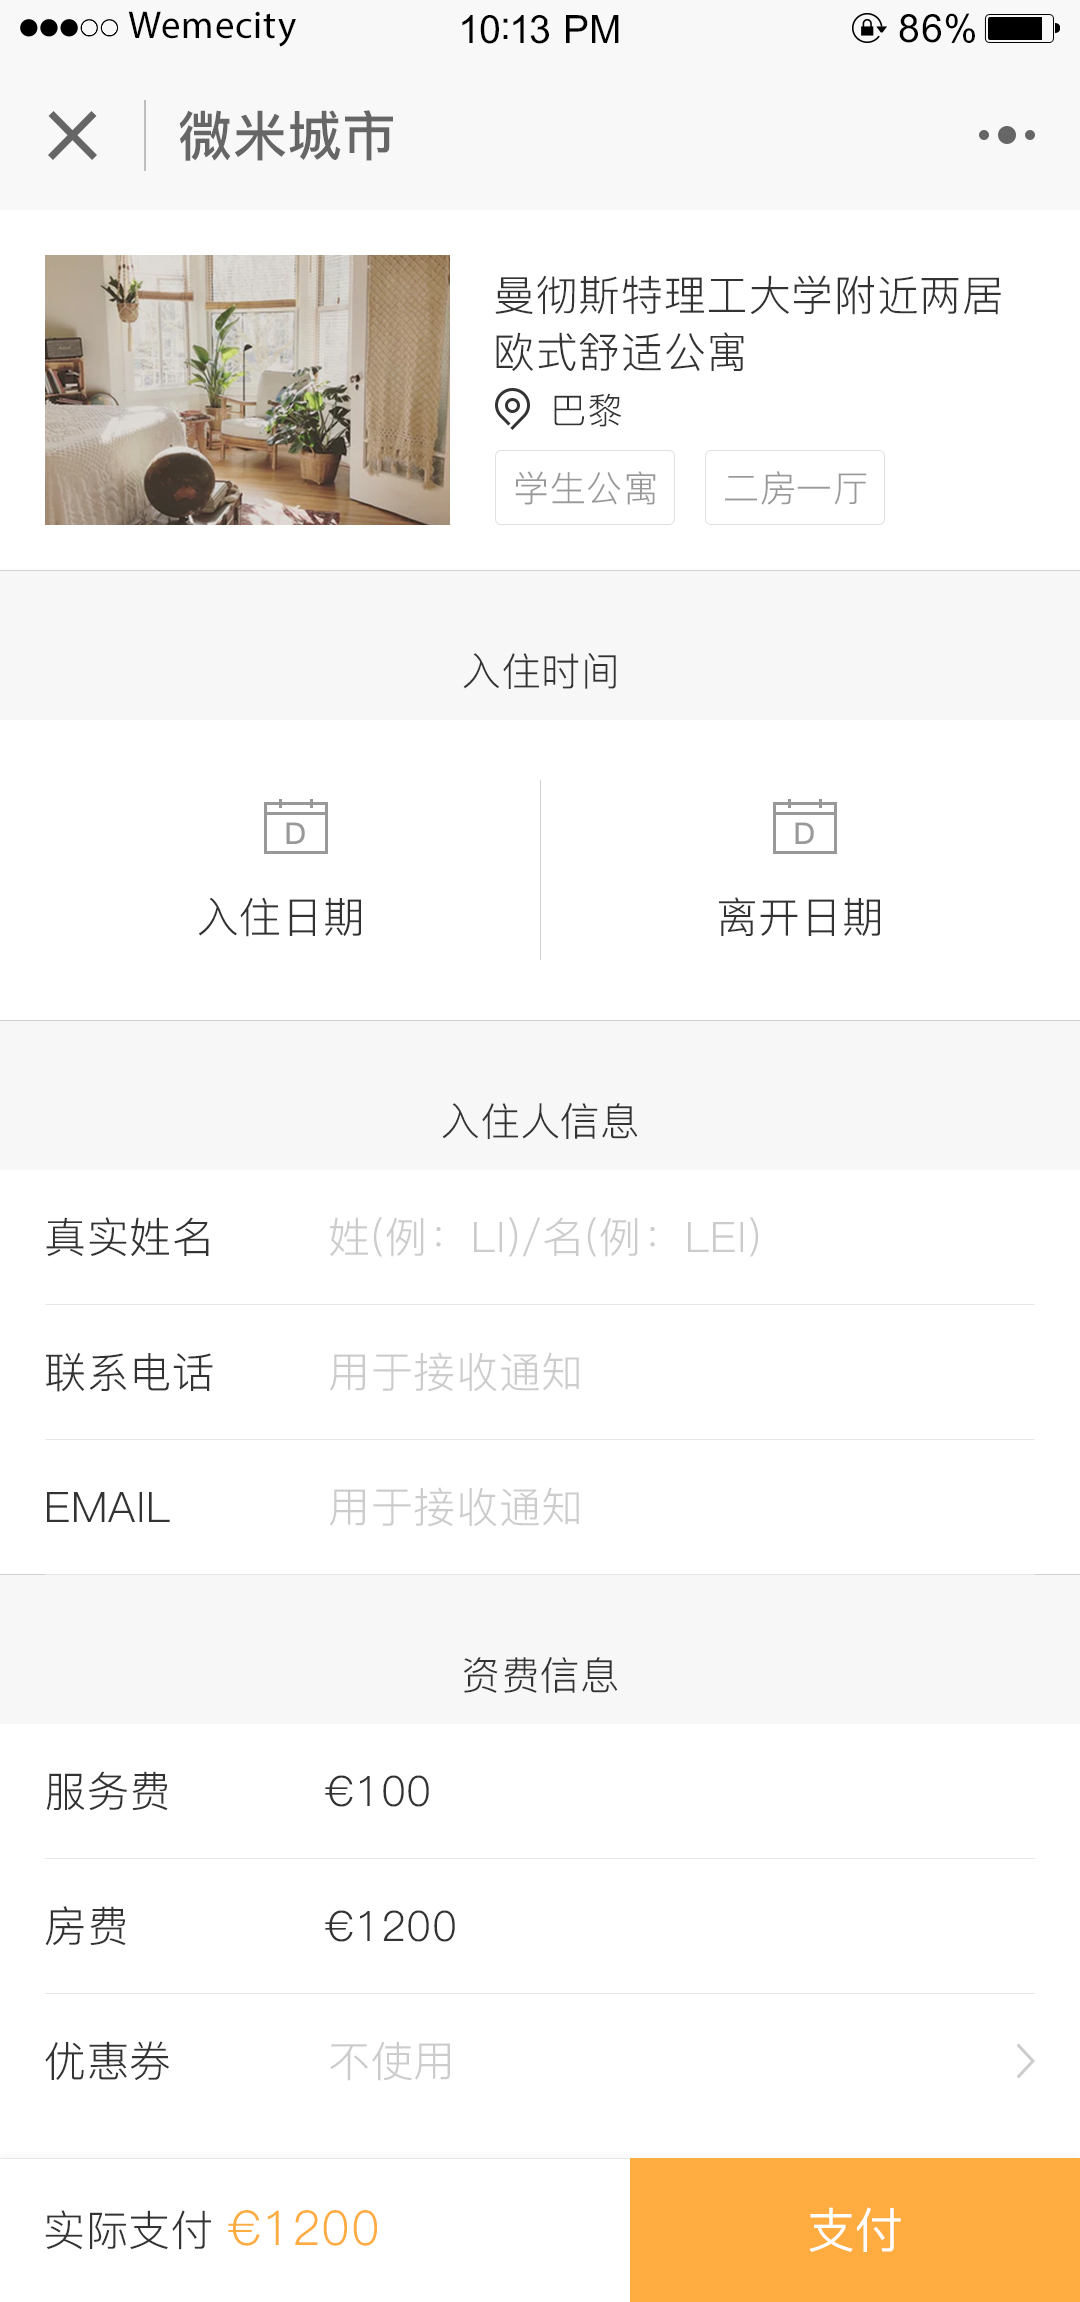 Wemecity 10:13 PM 86%
微米城市
曼彻斯特理工大学附近两居
欧式舒适公寓
巴黎
学生公寓 二房一厅
入住时间
D D
入住日期 离开日期
入住人信息
真实姓名 姓(例：LI)/名(例：LEI)
联系电话 用于接收通知
EMAIL 用于接收通知
资费信息
服务费 €100
房费 €1200
优惠券 不使用
实际支付 €1200 支付